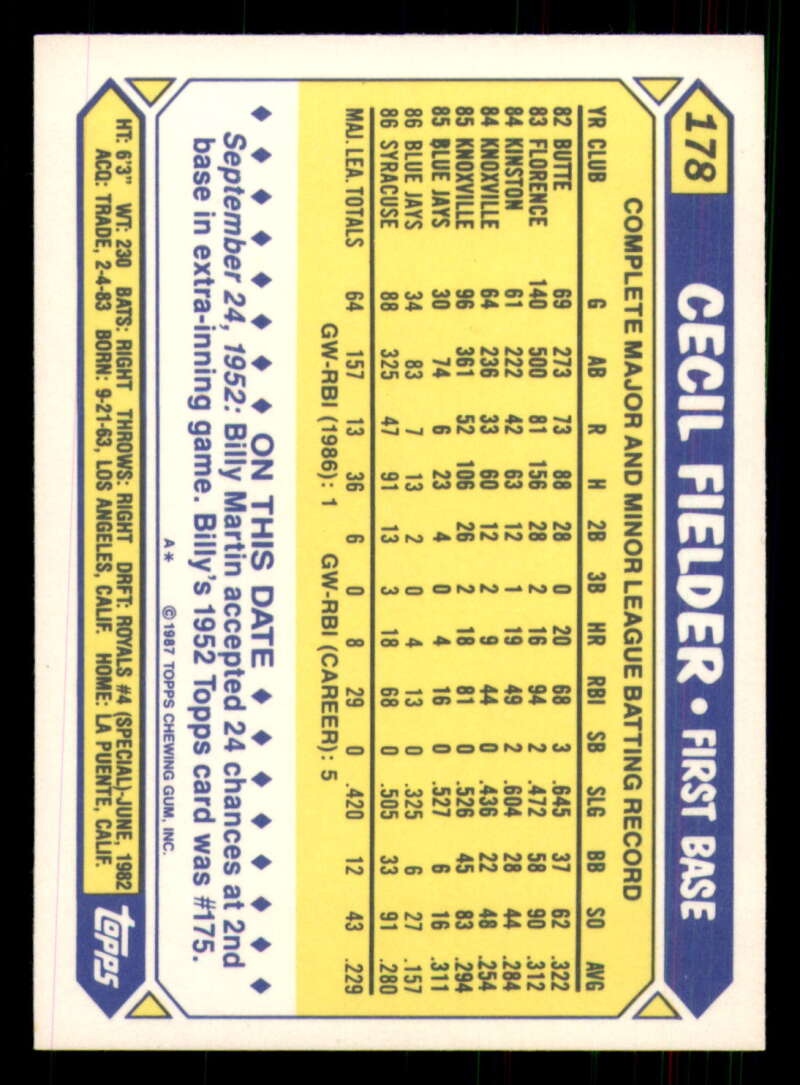 178 CECIL FIELDER • FIRST BASE
COMPLETE MAJOR AND MINOR LEAGUE BATTING RECORD
YR CLUB G AB R H 2B 3B HR RBI SB SLG BB SO AVG
82 BUTTE 69 273 73 88 28 0 20 68 3 .645 37 62 .322
83 FLORENCE 140 500 81 156 28 2 16 94 2 .472 58 90 .312
84 KINSTON 61 222 42 63 12 1 19 49 2 .604 28 44 .284
84 KNOXVILLE 64 236 33 60 12 2 9 44 0 .436 22 48 .254
85 KNOXVILLE 96 361 52 106 26 2 18 81 0 .526 45 83 .294
85 BLUE JAYS 30 74 6 23 4 0 4 16 0 .527 6 16 .311
86 BLUE JAYS 34 83 7 13 2 0 4 13 0 .325 6 27 .157
86 SYRACUSE 88 325 47 91 13 3 18 68 0 .505 33 91 .280
MAJ. LEA. TOTALS 64 157 13 36 6 0 8 29 0 .420 12 43 .229
GW-RBI (1986): 1 GW-RBI (CAREER): 5
♦ ♦ ♦ ♦ ♦ ♦ ♦ ♦ ON THIS DATE ♦ ♦ ♦ ♦ ♦ ♦ ♦ ♦
September 24, 1952: Billy Martin accepted 24 chances at 2nd
base in extra-inning game. Billy's 1952 Topps card was #175.
A* © 1987 TOPPS CHEWING GUM, INC.
HT: 6'3" WT: 230 BATS: RIGHT THROWS: RIGHT DRFT: ROYALS #4 (SPECIAL)-JUNE, 1982
ACQ: TRADE, 2-4-83 BORN: 9-21-63, LOS ANGELES, CALIF. HOME: LA PUENTE, CALIF.
topps